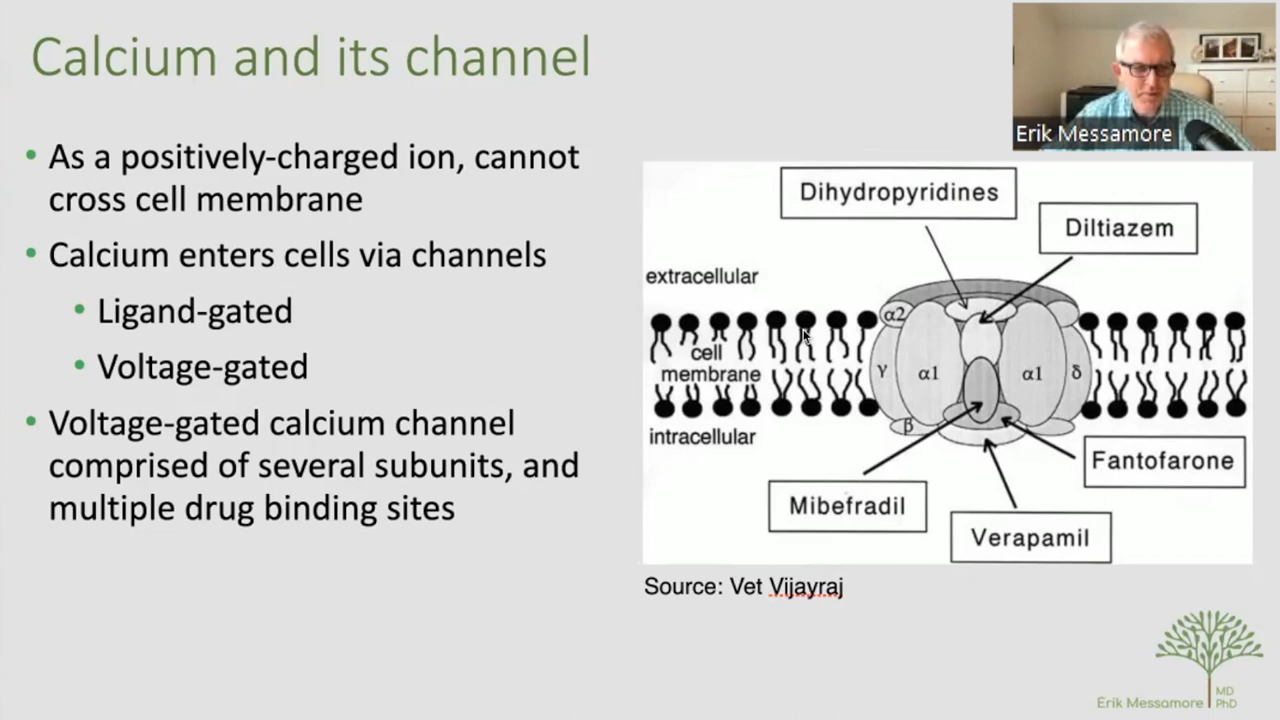 Calcium and its channel
Erik Messamore
• As a positively-charged ion, cannot
cross cell membrane
• Calcium enters cells via channels
• Ligand-gated
• Voltage-gated
• Voltage-gated calcium channel
comprised of several subunits, and
multiple drug binding sites
Dihydropyridines
Diltiazem
extracellular
α2
cell
membrane
γ
α1
α1
δ
β
intracellular
Fantofarone
Mibefradil
Verapamil
Source: Vet Vijayraj
Erik Messamore
MD
PhD